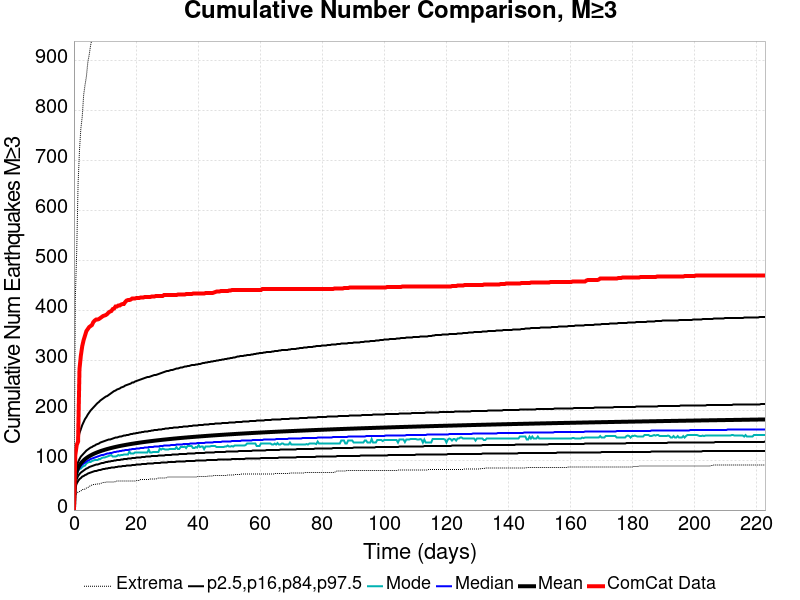 Cumulative Number Comparison, M≥3
Cumulative Num Earthquakes M≥3
900
800
700
600
500
400
300
200
100
0
0 20 40 60 80 100 120 140 160 180 200 220
Time (days)
Extrema p2.5,p16,p84,p97.5 Mode Median Mean ComCat Data